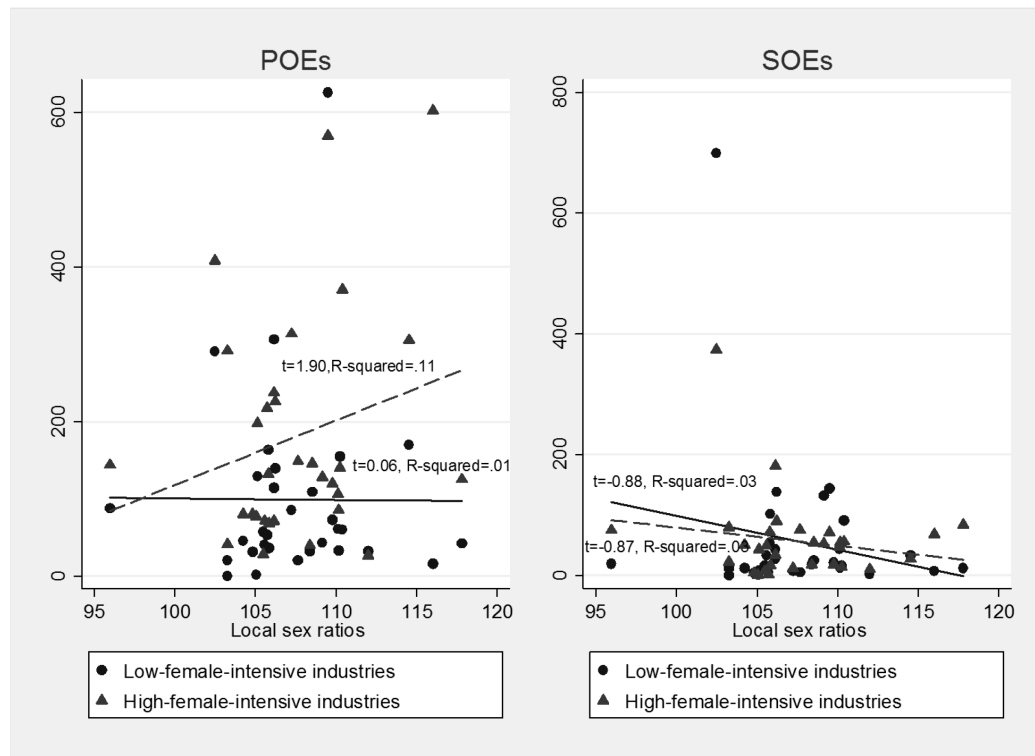 POEs
600
400
200
0
t=1.90,R-squared=.11
t=0.06, R-squared=.01
95 100 105 110 115 120
Local sex ratios
Low-female-intensive industries
High-female-intensive industries
SOEs
800
600
400
200
0
t=-0.88, R-squared=.03
t=-0.87, R-squared=
95 100 105 110 115 120
Local sex ratios
Low-female-intensive industries
High-female-intensive industries